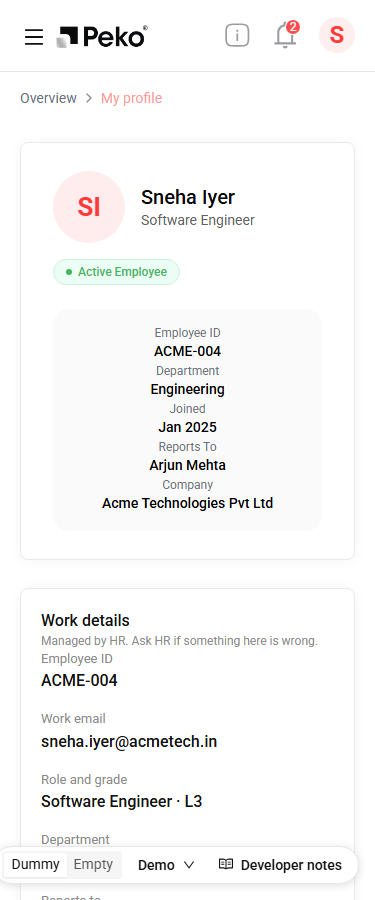 Peko®
2
S
Overview > My profile
SI
Sneha Iyer
Software Engineer
Active Employee
Employee ID
ACME-004
Department
Engineering
Joined
Jan 2025
Reports To
Arjun Mehta
Company
Acme Technologies Pvt Ltd
Work details
Managed by HR. Ask HR if something here is wrong.
Employee ID
ACME-004
Work email
sneha.iyer@acmetech.in
Role and grade
Software Engineer · L3
Department
Dummy Empty Demo Developer notes
Reports to